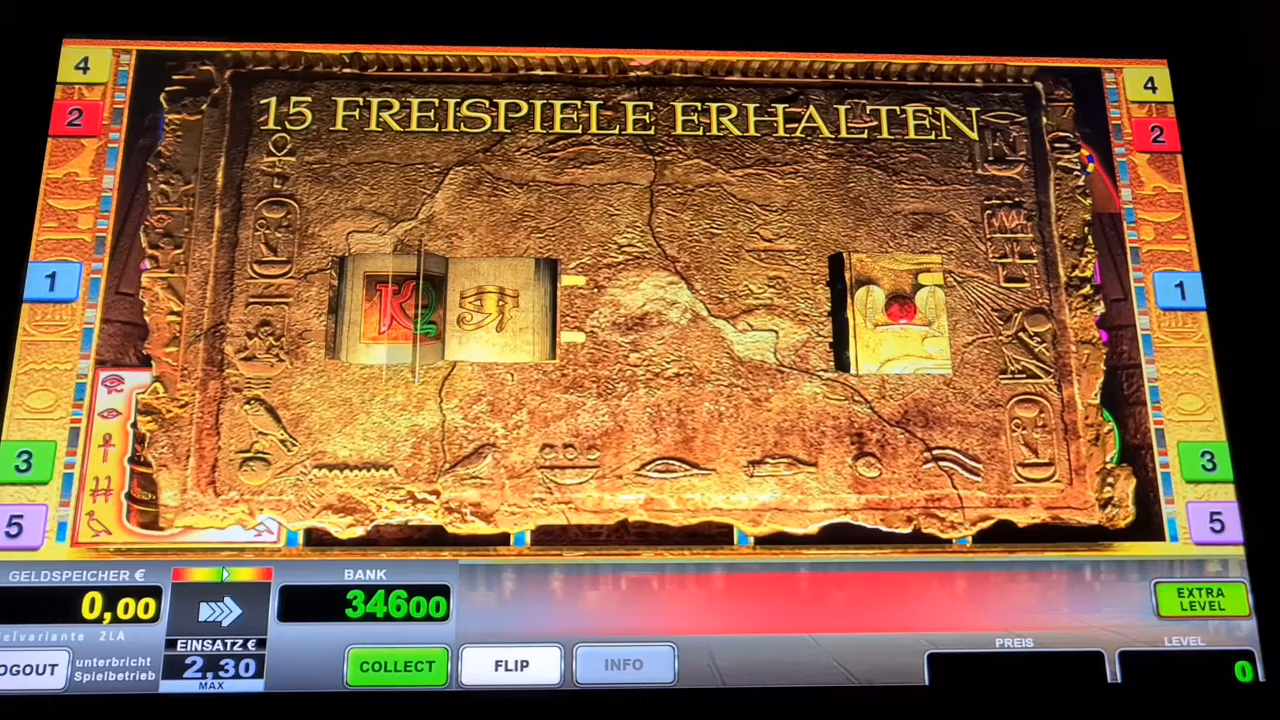 15 FREISPIELE ERHALTEN
4
4
2
2
1
1
3
3
5
5
GELDSPEICHER €
0,00
BANK
34600
2LA
EINSATZ €
2,30
MAX
unterbricht
Spielbetrieb
COLLECT
FLIP
INFO
EXTRA
LEVEL
PREIS
LEVEL
0